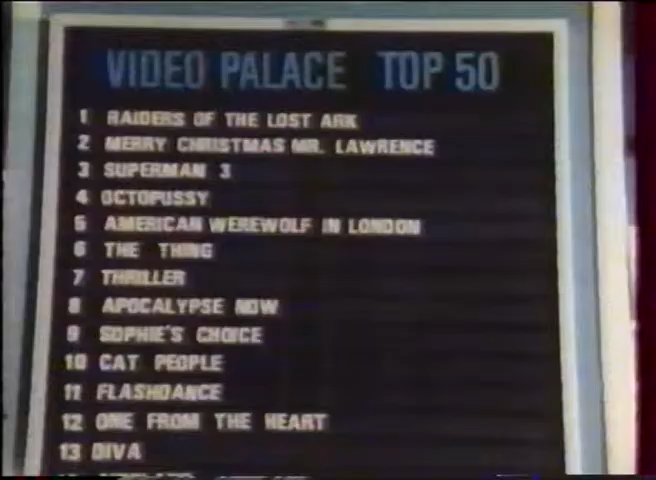 VIDEO PALACE TOP 50
1 RAIDERS OF THE LOST ARK
2 MERRY CHRISTMAS MR. LAWRENCE
3 SUPERMAN 3
4 OCTOPUSSY
5 AMERICAN WEREWOLF IN LONDON
6 THE THING
7 THRILLER
8 APOCALYPSE NOW
9 SOPHIE'S CHOICE
10 CAT PEOPLE
11 FLASHDANCE
12 ONE FROM THE HEART
13 DIVA